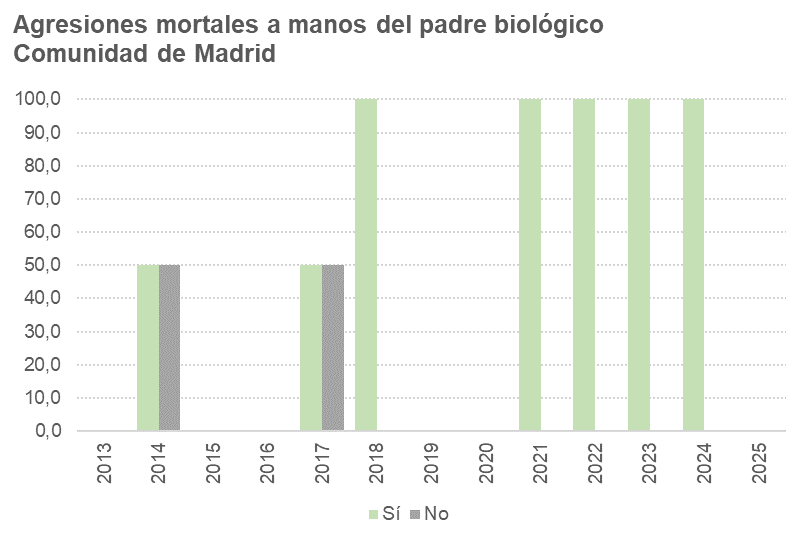 Agresiones mortales a manos del padre biológico
Comunidad de Madrid
100,0
90,0
80,0
70,0
60,0
50,0
40,0
30,0
20,0
10,0
0,0
2013 2014 2015 2016 2017 2018 2019 2020 2021 2022 2023 2024 2025
Sí No